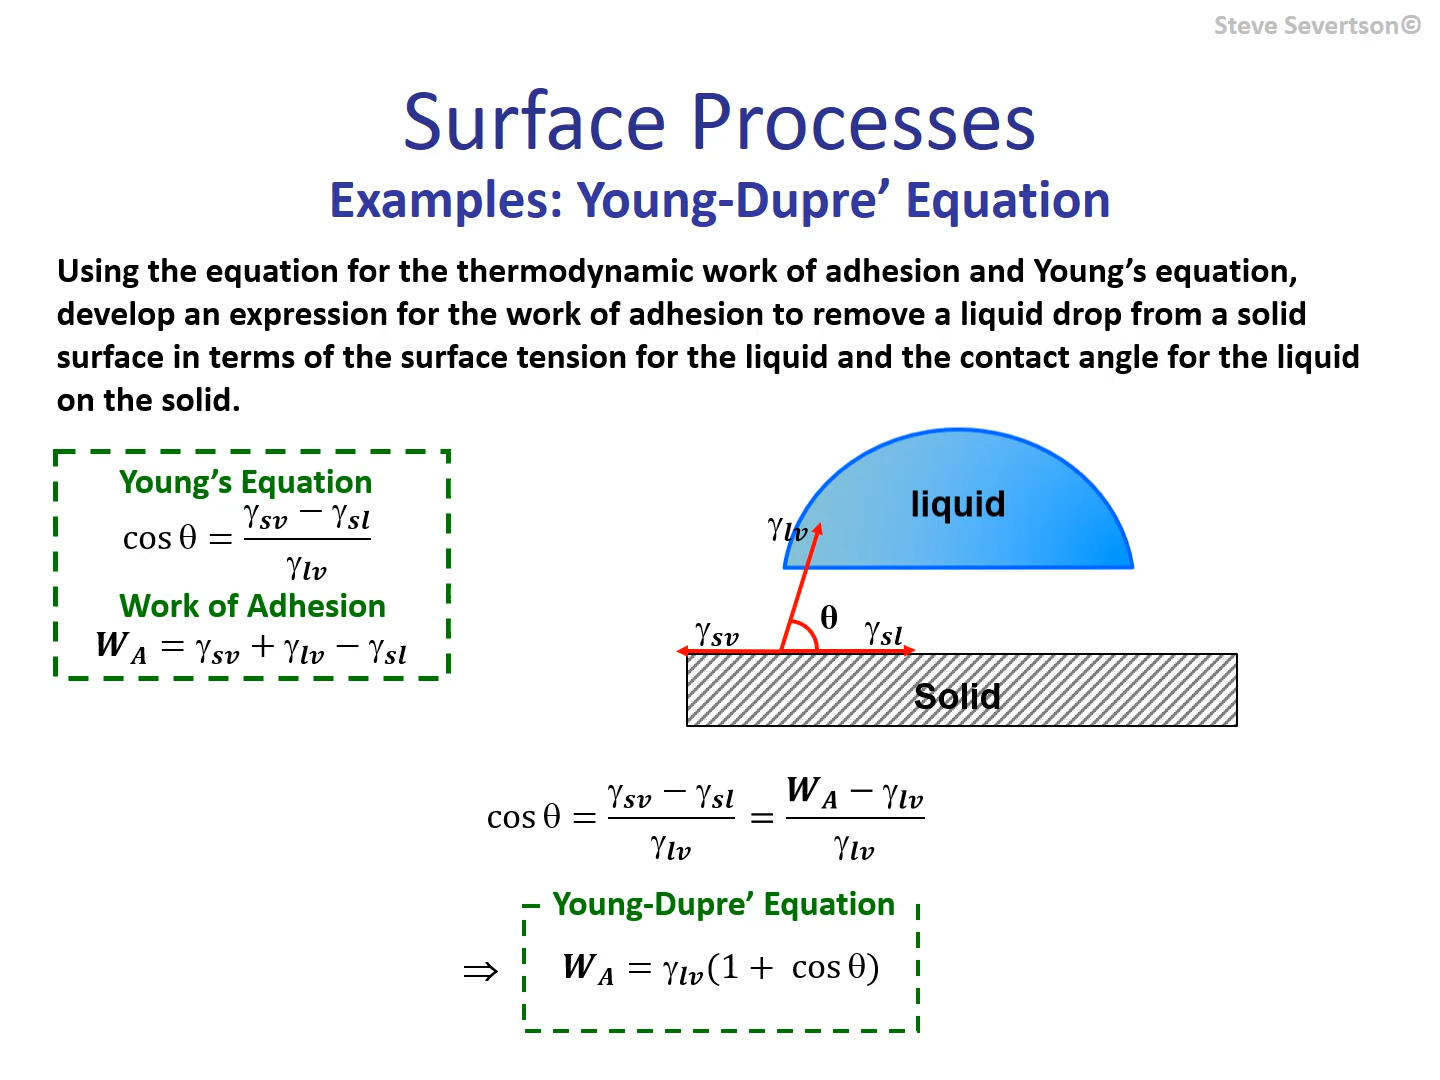 Steve Severtson©
Surface Processes
Examples: Young-Dupre’ Equation
Using the equation for the thermodynamic work of adhesion and Young’s equation,
develop an expression for the work of adhesion to remove a liquid drop from a solid
surface in terms of the surface tension for the liquid and the contact angle for the liquid
on the solid.
Young’s Equation
cos θ = (γsv − γsl) / γlv
Work of Adhesion
W_A = γsv + γlv − γsl
liquid
γlv
θ
γsv
γsl
Solid
cos θ = (γsv − γsl) / γlv = (W_A − γlv) / γlv
Young-Dupre’ Equation
⇒ W_A = γlv(1 + cos θ)